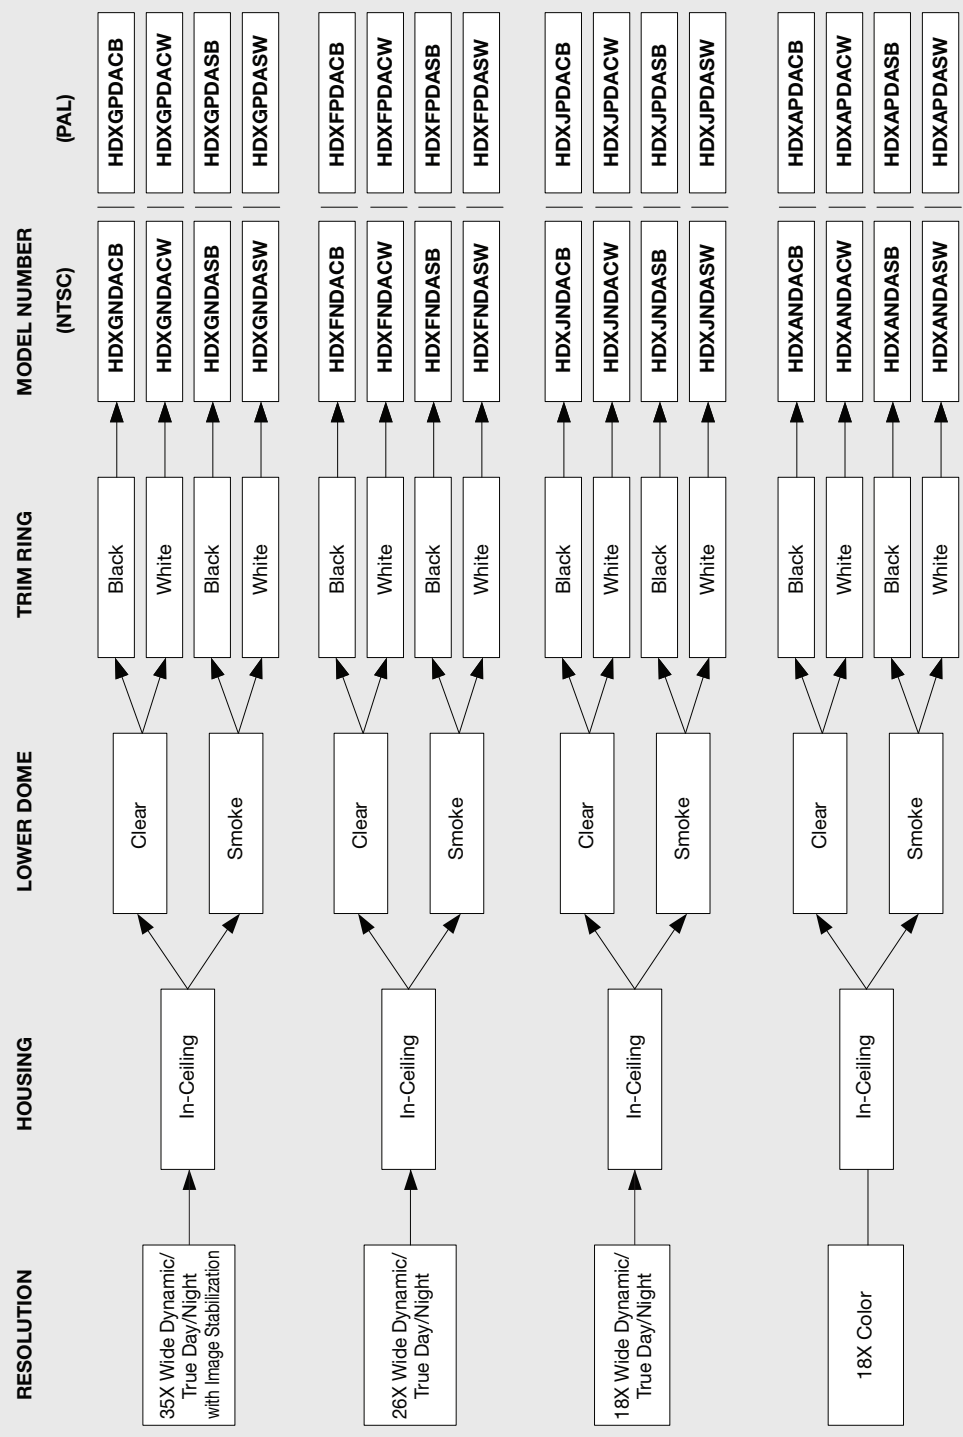 RESOLUTION
HOUSING
LOWER DOME
TRIM RING
MODEL NUMBER
(NTSC)
(PAL)
35X Wide Dynamic/
True Day/Night
with Image Stabilization
In-Ceiling
Clear
Smoke
Black
White
Black
White
HDXGNDACB
HDXGPDACB
HDXGNDACW
HDXGPDACW
HDXGNDASB
HDXGPDASB
HDXGNDASW
HDXGPDASW
26X Wide Dynamic/
True Day/Night
In-Ceiling
Clear
Smoke
Black
White
Black
White
HDXFNDACB
HDXFPDACB
HDXFNDACW
HDXFPDACW
HDXFNDASB
HDXFPDASB
HDXFNDASW
HDXFPDASW
18X Wide Dynamic/
True Day/Night
In-Ceiling
Clear
Smoke
Black
White
Black
White
HDXJNDACB
HDXJPDACB
HDXJNDACW
HDXJPDACW
HDXJNDASB
HDXJPDASB
HDXJNDASW
HDXJPDASW
18X Color
In-Ceiling
Clear
Smoke
Black
White
Black
White
HDXANDACB
HDXAPDACB
HDXANDACW
HDXAPDACW
HDXANDASB
HDXAPDASB
HDXANDASW
HDXAPDASW